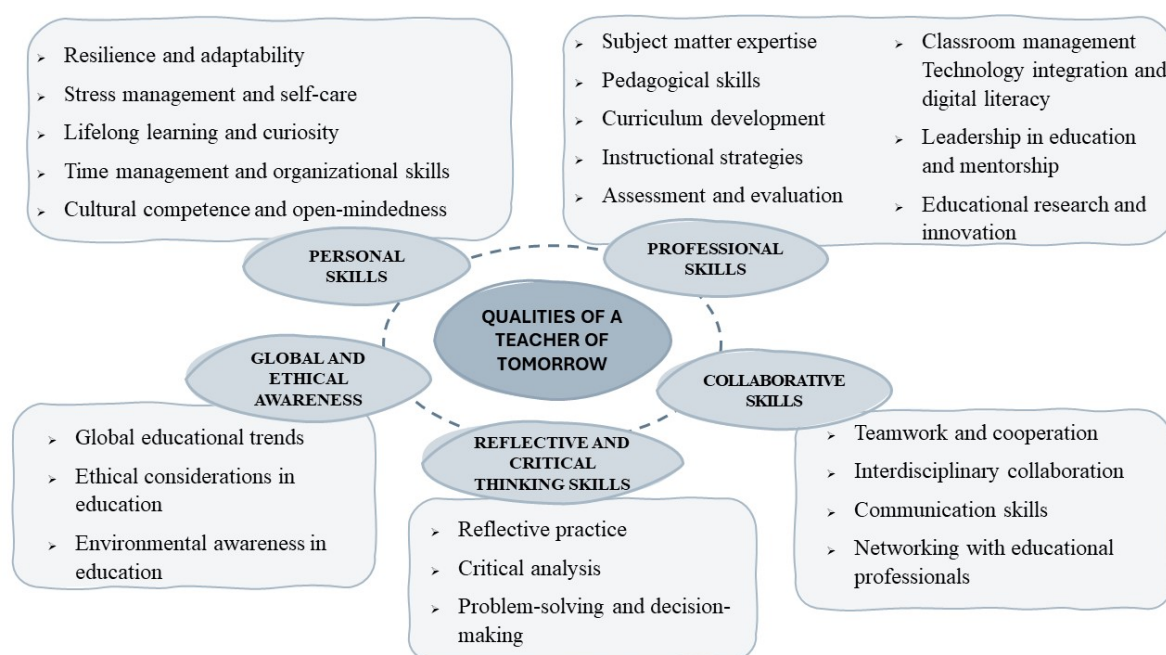 Resilience and adaptability
Stress management and self-care
Lifelong learning and curiosity
Time management and organizational skills
Cultural competence and open-mindedness
Subject matter expertise
Pedagogical skills
Curriculum development
Instructional strategies
Assessment and evaluation
Classroom management
Technology integration and
digital literacy
Leadership in education
and mentorship
Educational research and
innovation
PERSONAL
SKILLS
PROFESSIONAL
SKILLS
QUALITIES OF A
TEACHER OF
TOMORROW
GLOBAL AND
ETHICAL
AWARENESS
COLLABORATIVE
SKILLS
REFLECTIVE AND
CRITICAL
THINKING SKILLS
Global educational trends
Ethical considerations in
education
Environmental awareness in
education
Reflective practice
Critical analysis
Problem-solving and decision-
making
Teamwork and cooperation
Interdisciplinary collaboration
Communication skills
Networking with educational
professionals